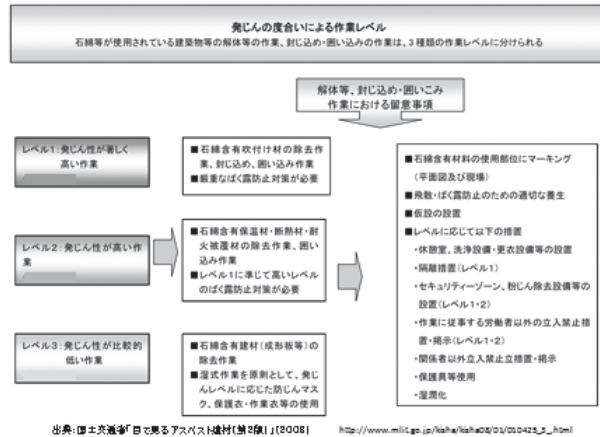 発じんの度合いによる作業レベル
石綿等が使用されている建築物等の解体等の作業、封じ込め・囲い込みの作業は、3種類の作業レベルに分けられる
解体等、封じ込め・囲いこみ
作業における留意事項
レベル1:発じん性が著しく
高い作業
■石綿含有吹付け材の除去作
業、封じ込め、囲い込み作業
■厳重なばく露防止対策が必要
レベル2:発じん性が高い作
業
■石綿含有保温材・断熱材・耐
火被覆材の除去作業、囲い
込み作業
■レベル1に準じて高いレベル
のばく露防止対策が必要
レベル3:発じん性が比較的
低い作業
■石綿含有建材(成形板等)の
除去作業
■湿式作業を原則として、発じ
んレベルに応じた防じんマス
ク、保護衣・作業衣等の使用
■石綿含有材料の使用部位にマーキング
(平面図及び現場)
■飛散・ばく露防止のための適切な養生
■仮設の設置
■レベルに応じて以下の措置
・休憩室、洗浄設備・更衣設備等の設置
・隔離措置(レベル1)
・セキュリティーゾーン、粉じん除去設備等の
設置(レベル1・2)
・作業に従事する労働者以外の立入禁止措
置・掲示(レベル1・2)
・関係者以外立入禁止立措置・掲示
・保護具等使用
・湿潤化
出典:国土交通省「目で見るアスベスト建材(第2版)」(2008)
http://www.mlit.go.jp/kisha/kisha08/01/010425_3_.html